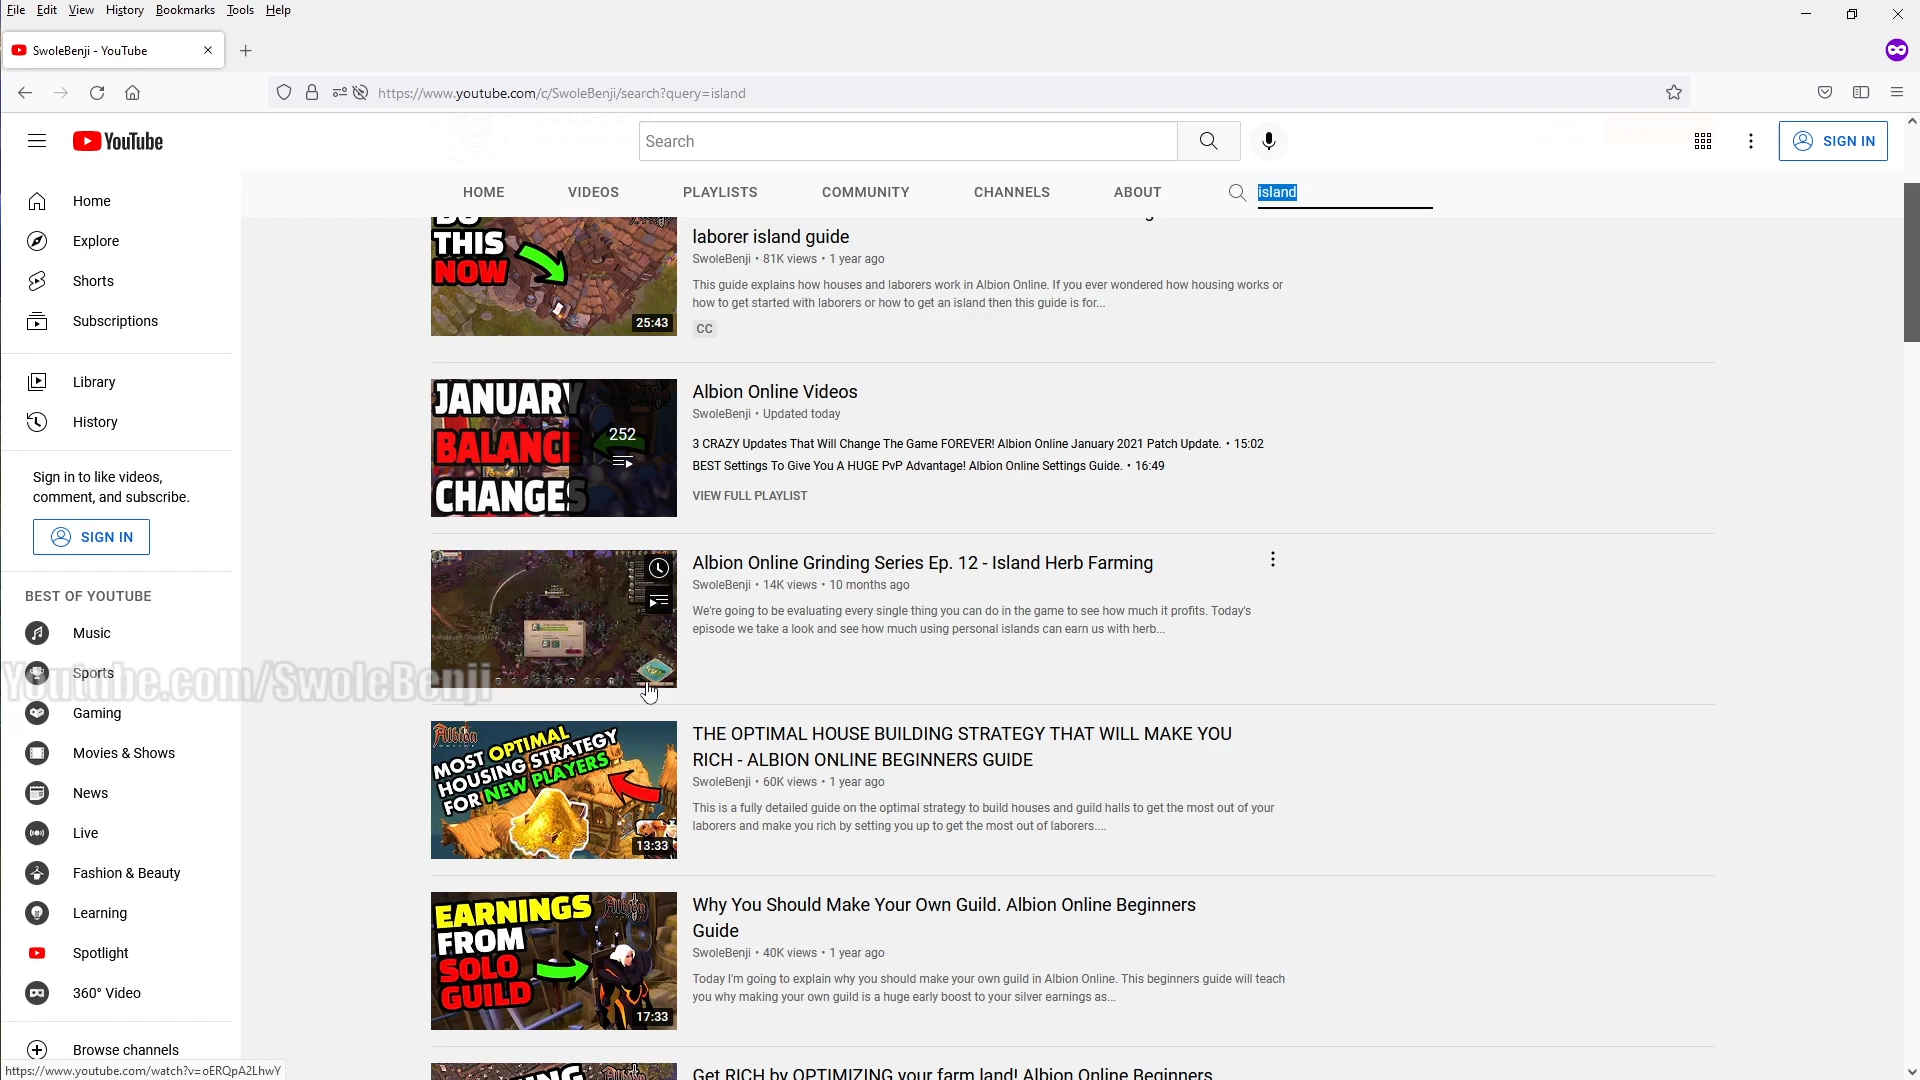 File Edit View History Bookmarks Tools Help
SwoleBenji - YouTube
https://www.youtube.com/c/SwoleBenji/search?query=island
YouTube
Search
SIGN IN
HOME VIDEOS PLAYLISTS COMMUNITY CHANNELS ABOUT island
Home
Explore
Shorts
Subscriptions
Library
History
Sign in to like videos,
comment, and subscribe.
SIGN IN
BEST OF YOUTUBE
Music
Sports
Gaming
Movies & Shows
News
Live
Fashion & Beauty
Learning
Spotlight
360° Video
Browse channels
https://www.youtube.com/watch?v=oERQpA2LhwY
Youtube.com/SwoleBenji
DO
THIS
NOW
25:43
laborer island guide
SwoleBenji • 81K views • 1 year ago
This guide explains how houses and laborers work in Albion Online. If you ever wondered how housing works or
how to get started with laborers or how to get an island then this guide is for...
CC
JANUARY
BALANCE
CHANGES
252
Albion Online Videos
SwoleBenji • Updated today
3 CRAZY Updates That Will Change The Game FOREVER! Albion Online January 2021 Patch Update. • 15:02
BEST Settings To Give You A HUGE PvP Advantage! Albion Online Settings Guide. • 16:49
VIEW FULL PLAYLIST
Albion Online Grinding Series Ep. 12 - Island Herb Farming
SwoleBenji • 14K views • 10 months ago
We're going to be evaluating every single thing you can do in the game to see how much it profits. Today's
episode we take a look and see how much using personal islands can earn us with herb...
Albion
ONLINE
MOST OPTIMAL
HOUSING STRATEGY
FOR NEW PLAYERS
13:33
THE OPTIMAL HOUSE BUILDING STRATEGY THAT WILL MAKE YOU
RICH - ALBION ONLINE BEGINNERS GUIDE
SwoleBenji • 60K views • 1 year ago
This is a fully detailed guide on the optimal strategy to build houses and guild halls to get the most out of your
laborers and make you rich by setting you up to get the most out of laborers....
EARNINGS
FROM
SOLO
GUILD
Albion
ONLINE
17:33
Why You Should Make Your Own Guild. Albion Online Beginners
Guide
SwoleBenji • 40K views • 1 year ago
Today I'm going to explain why you should make your own guild in Albion Online. This beginners guide will teach
you why making your own guild is a huge early boost to your silver earnings as...
Get RICH by OPTIMIZING your farm land! Albion Online Beginners